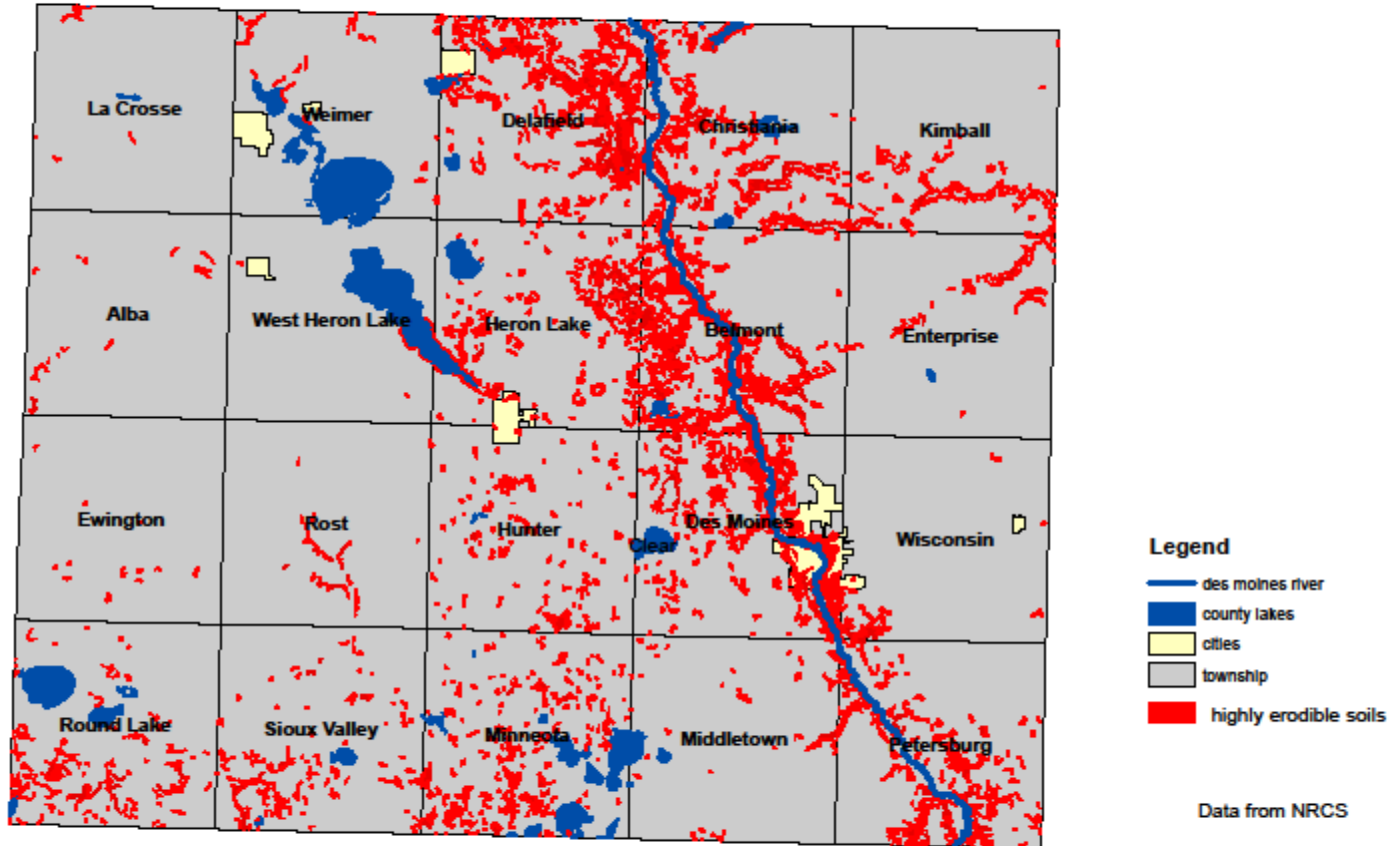 La Crosse
Weimer
Delafield
Christiania
Kimball
Alba
West Heron Lake
Heron Lake
Belmont
Enterprise
Ewington
Rost
Hunter
Clear
Des Moines
Wisconsin
Round Lake
Sioux Valley
Minneota
Middletown
Petersburg
Legend
des moines river
county lakes
cities
township
highly erodible soils
Data from NRCS